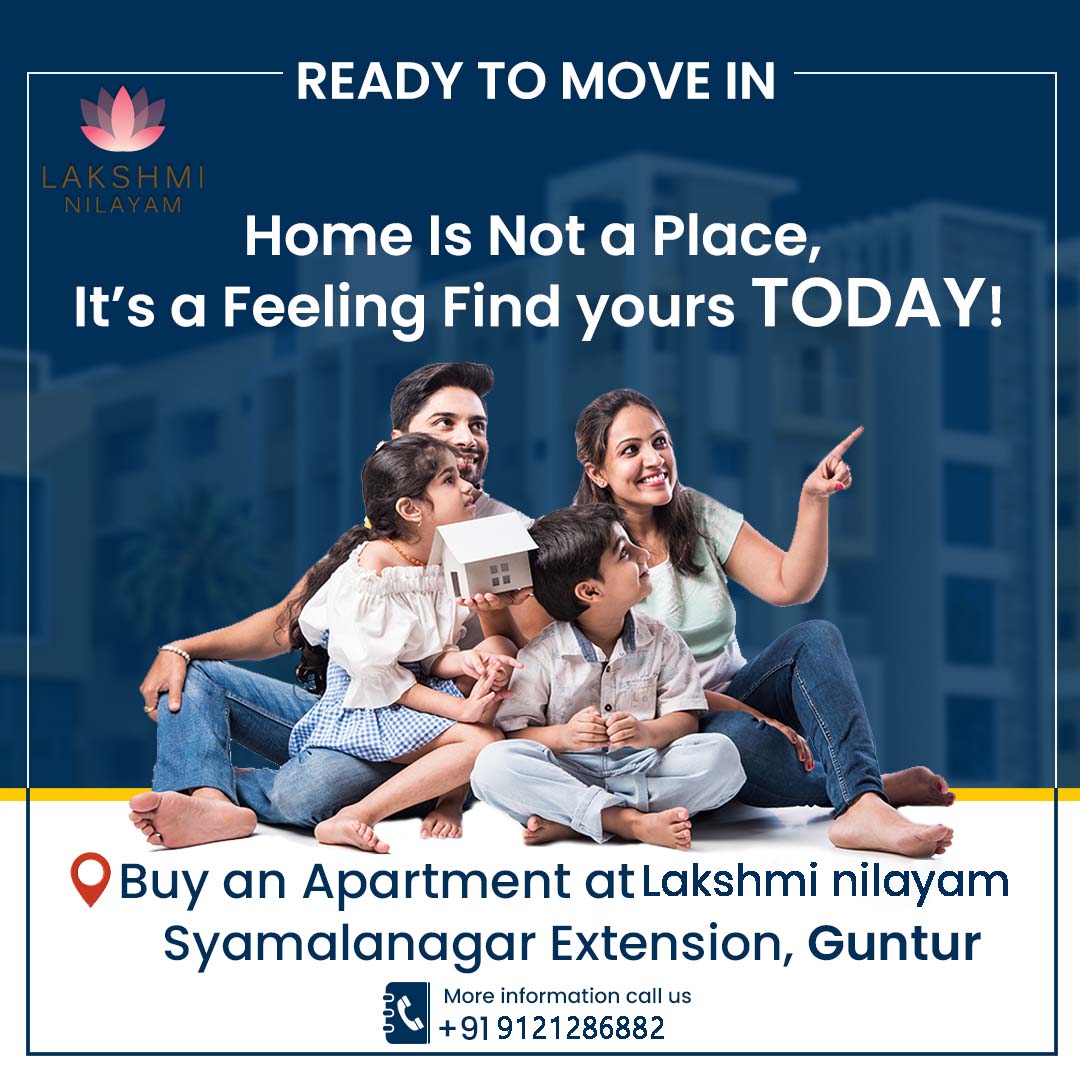 READY TO MOVE IN
LAKSHMI
NILAYAM
Home Is Not a Place,
It’s a Feeling Find yours TODAY!
Buy an Apartment at Lakshmi nilayam
Syamalanagar Extension, Guntur
More information call us
+91 9121286882